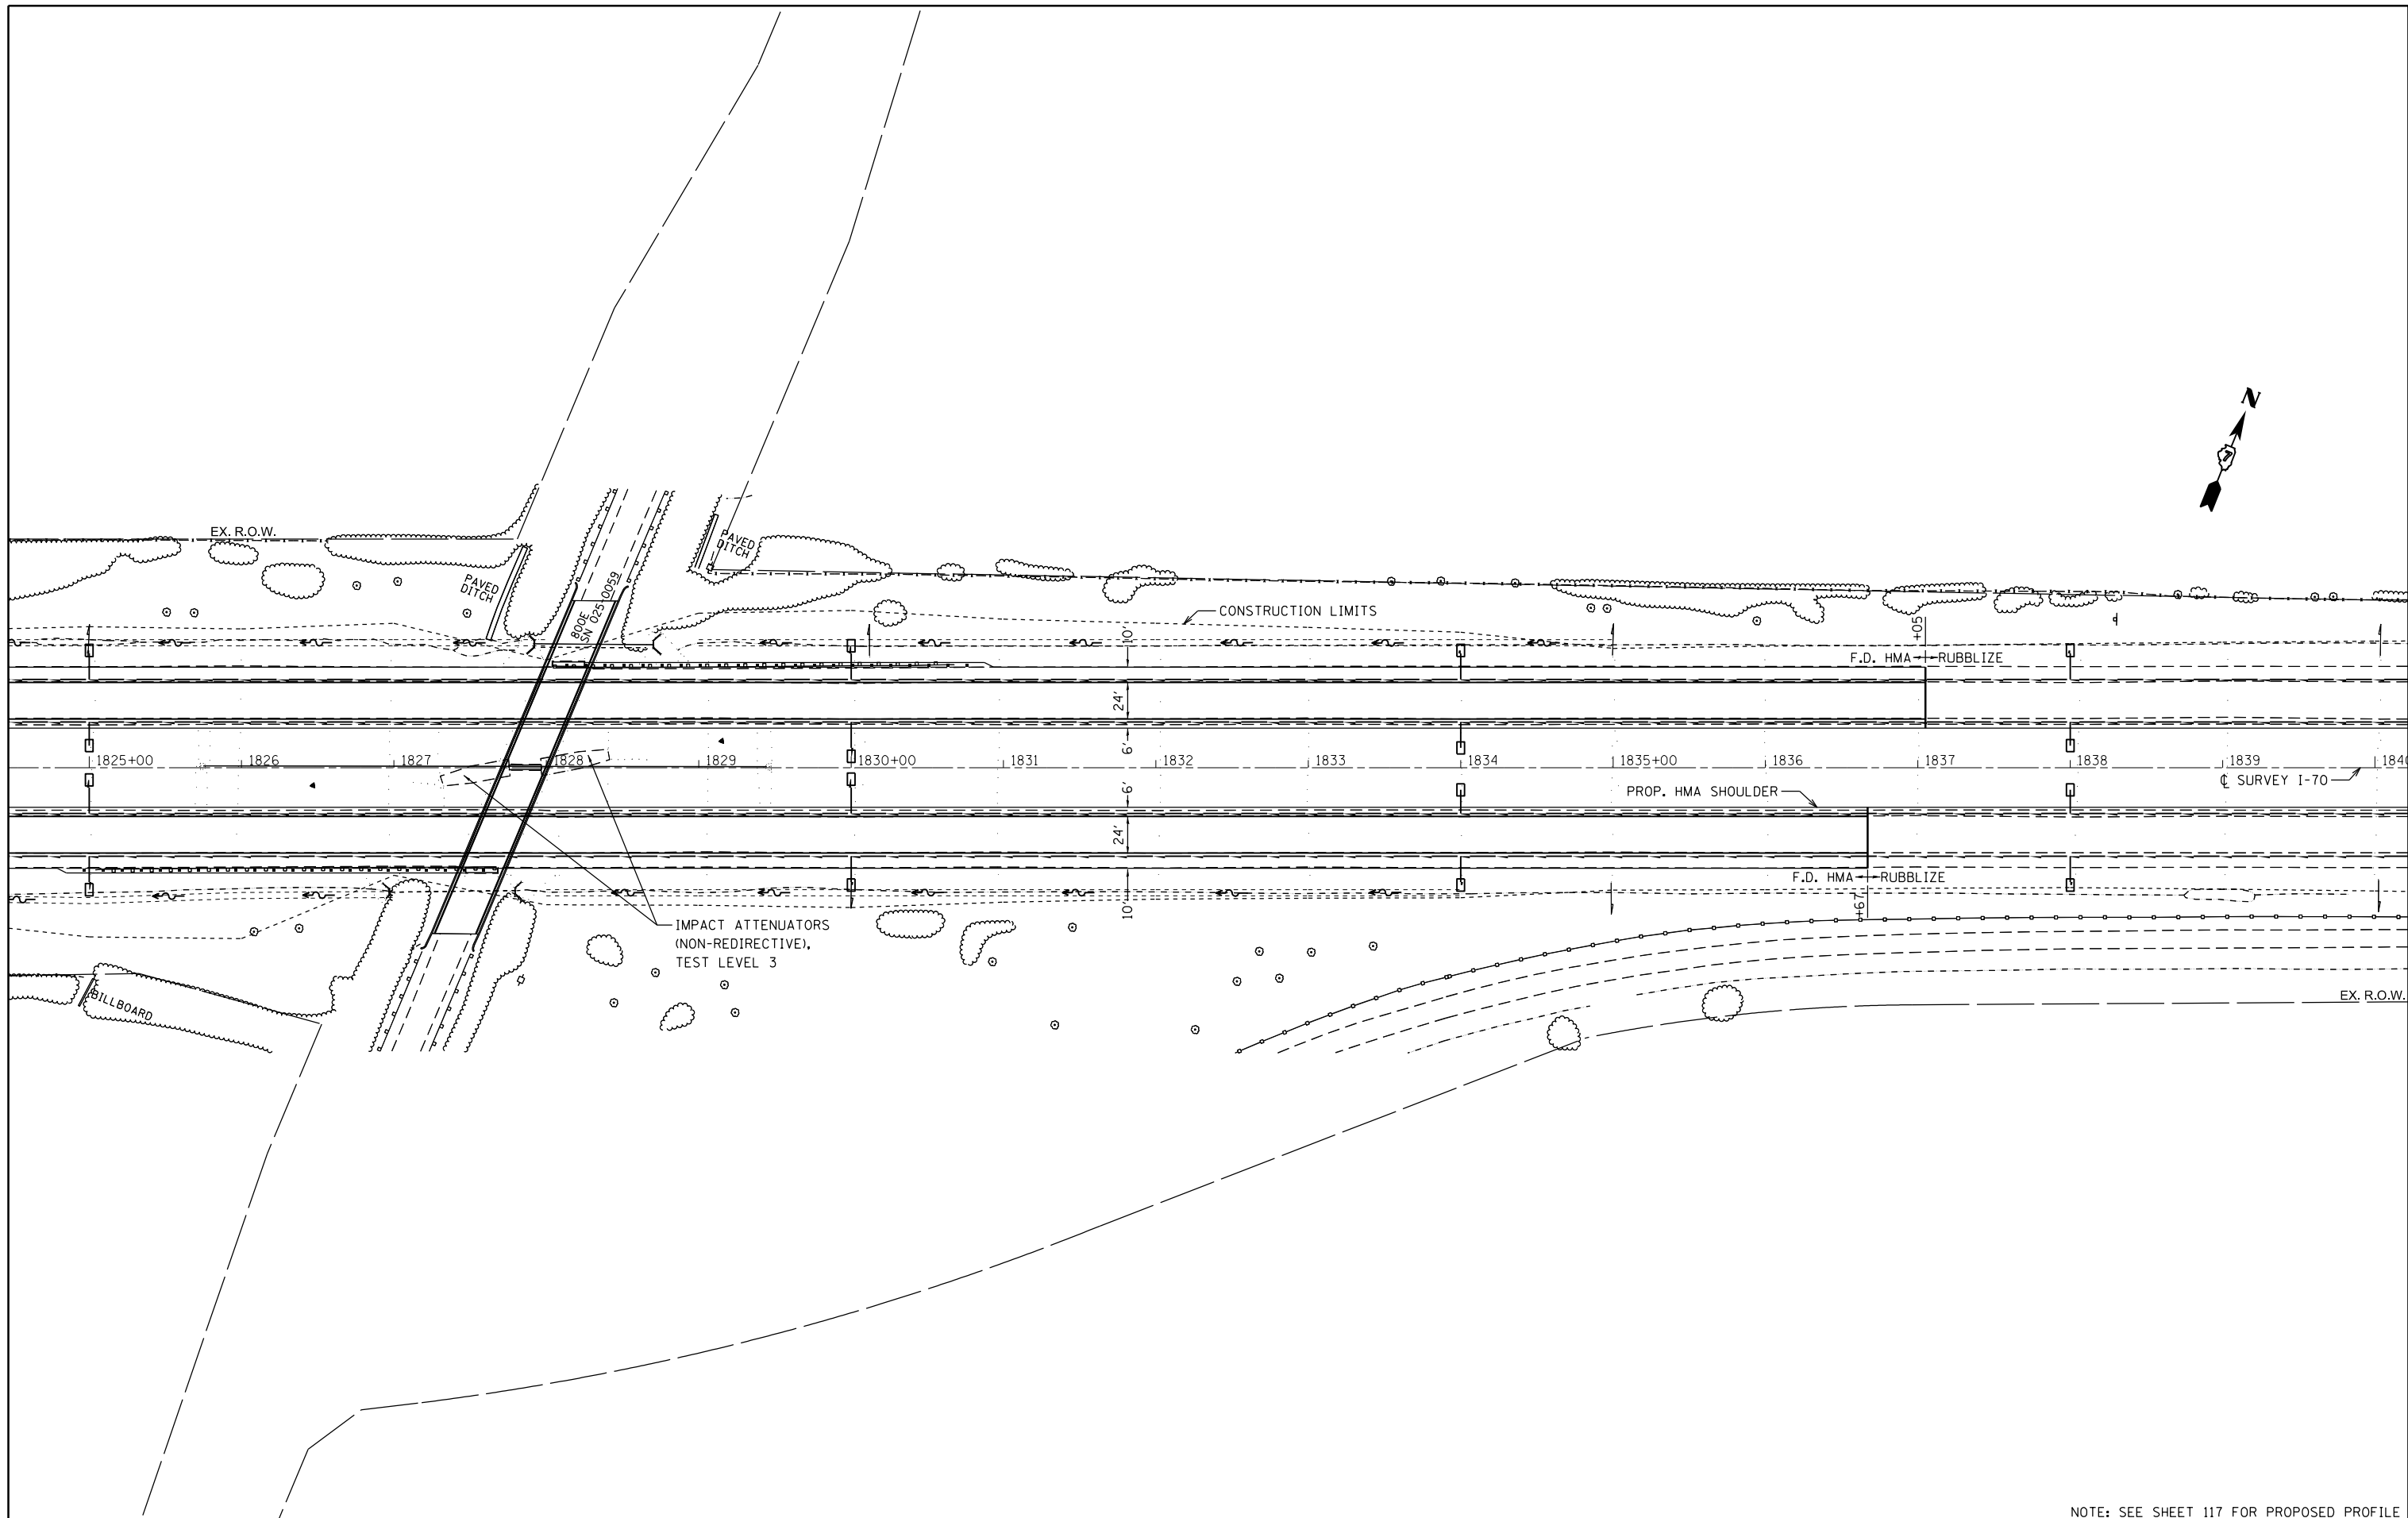 N
7
EX. R.O.W.
PAVED
DITCH
PAVED
DITCH
800E
SN 025-0059
CONSTRUCTION LIMITS
10'
+05
F.D. HMA
RUBBLIZE
24'
6'
1825+00
1826
1827
1828
1829
1830+00
1831
1832
1833
1834
1835+00
1836
1837
1838
1839
1840
℄ SURVEY I-70
6'
PROP. HMA SHOULDER
24'
F.D. HMA
RUBBLIZE
10'
+67
IMPACT ATTENUATORS
(NON-REDIRECTIVE),
TEST LEVEL 3
BILLBOARD
EX. R.O.W.
NOTE: SEE SHEET 117 FOR PROPOSED PROFILE